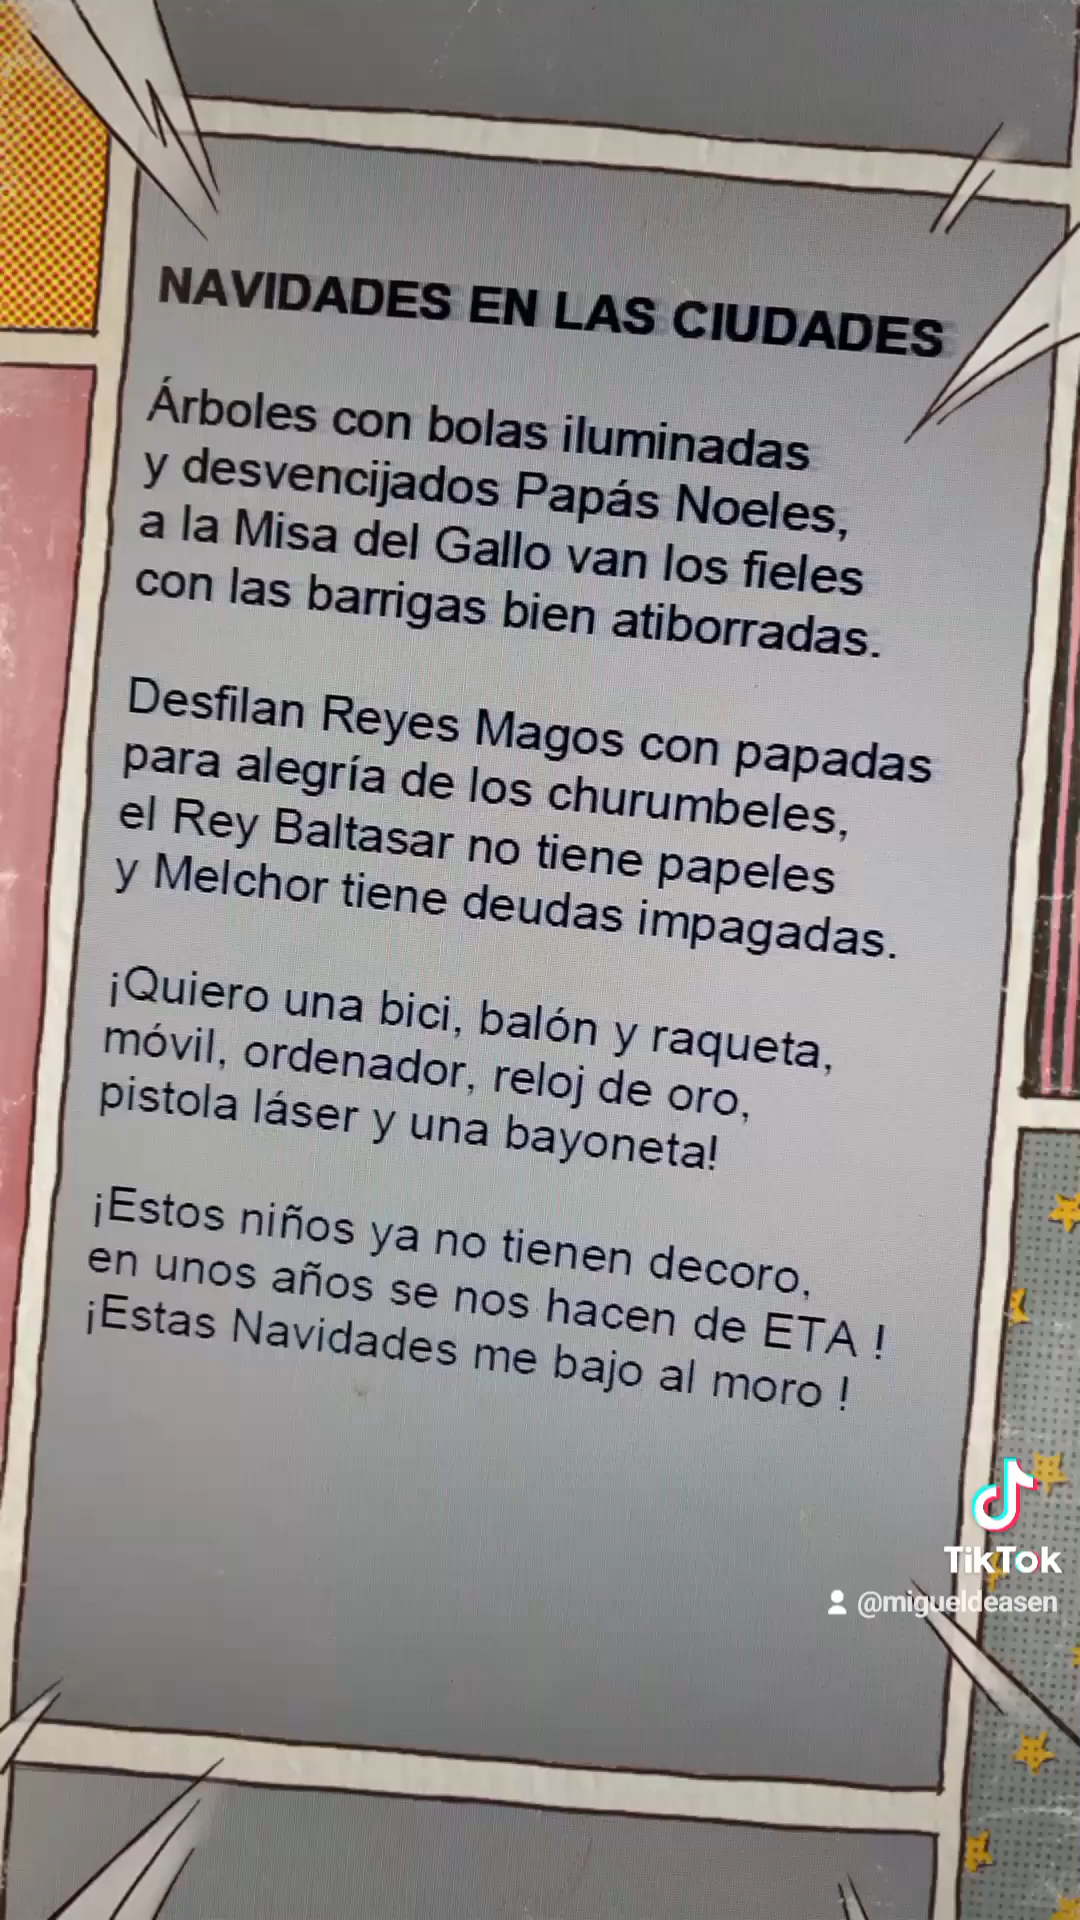 NAVIDADES EN LAS CIUDADES
Árboles con bolas iluminadas
y desvencijados Papás Noeles,
a la Misa del Gallo van los fieles
con las barrigas bien atiborradas.
Desfilan Reyes Magos con papadas
para alegría de los churumbeles,
el Rey Baltasar no tiene papeles
y Melchor tiene deudas impagadas.
¡Quiero una bici, balón y raqueta,
móvil, ordenador, reloj de oro,
pistola láser y una bayoneta!
¡Estos niños ya no tienen decoro,
en unos años se nos hacen de ETA !
¡Estas Navidades me bajo al moro !
TikTok
@migueldeasen